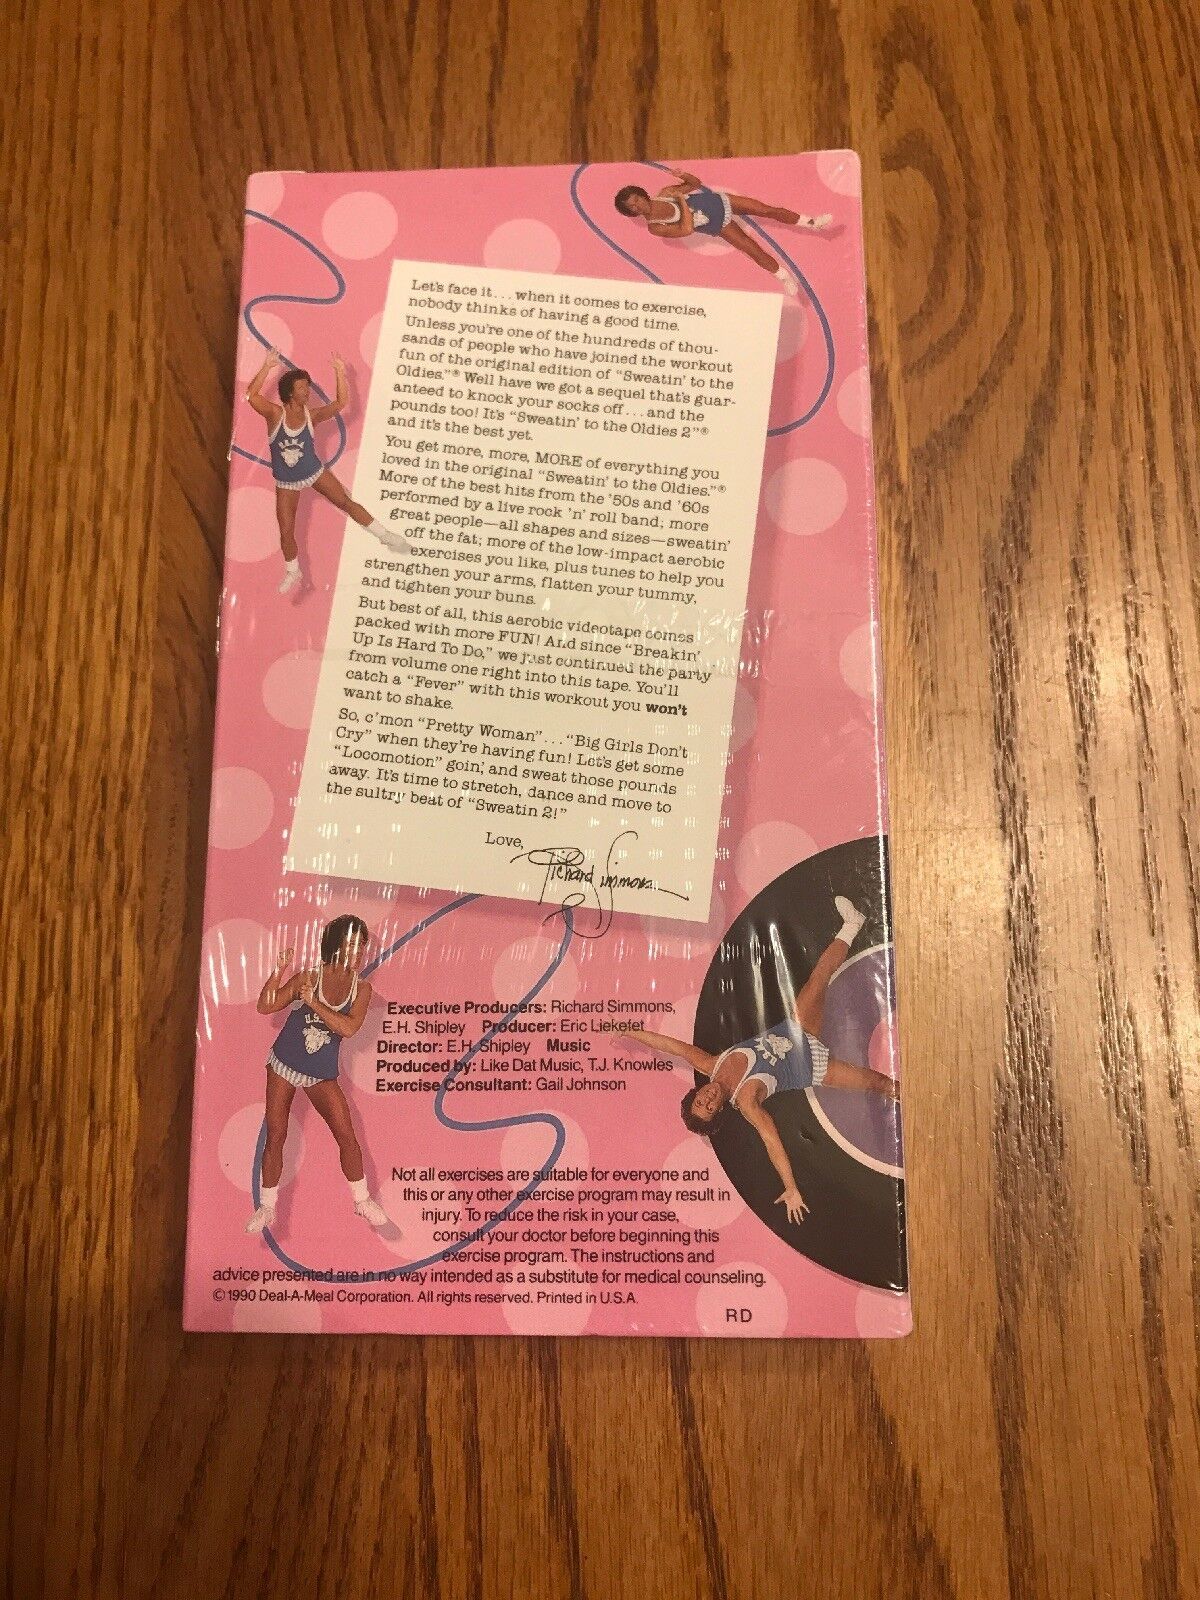 Let's face it... when it comes to exercise,
nobody thinks of having a good time.
Unless you're one of the hundreds of thou-
sands of people who have joined the workout
fun of the original edition of "Sweatin' to the
Oldies."® Well have we got a sequel that's guar-
anteed to knock your socks off... and the
pounds too! It's "Sweatin' to the Oldies 2"®
and it's the best yet.
You get more, more, MORE of everything you
loved in the original "Sweatin' to the Oldies."®
More of the best hits from the '50s and '60s
performed by a live rock 'n' roll band; more
great people—all shapes and sizes—sweatin'
off the fat; more of the low-impact aerobic
exercises you like, plus tunes to help you
strengthen your arms, flatten your tummy,
and tighten your buns.
But best of all, this aerobic videotape comes
packed with more FUN! And since "Breakin'
Up Is Hard To Do," we just continued the party
from volume one right into this tape. You'll
catch a "Fever" with this workout you won't
want to shake.
So, c'mon "Pretty Woman"... "Big Girls Don't
Cry" when they're having fun! Let's get some
"Locomotion" goin', and sweat those pounds
away. It's time to stretch, dance and move to
the sultry beat of "Sweatin 2!"
Love,
Richard Simmons
Executive Producers: Richard Simmons,
E.H. Shipley Producer: Eric Liekefet
Director: E.H. Shipley Music
Produced by: Like Dat Music, T.J. Knowles
Exercise Consultant: Gail Johnson
Not all exercises are suitable for everyone and
this or any other exercise program may result in
injury. To reduce the risk in your case,
consult your doctor before beginning this
exercise program. The instructions and
advice presented are in no way intended as a substitute for medical counseling.
©1990 Deal-A-Meal Corporation. All rights reserved. Printed in U.S.A.
RD